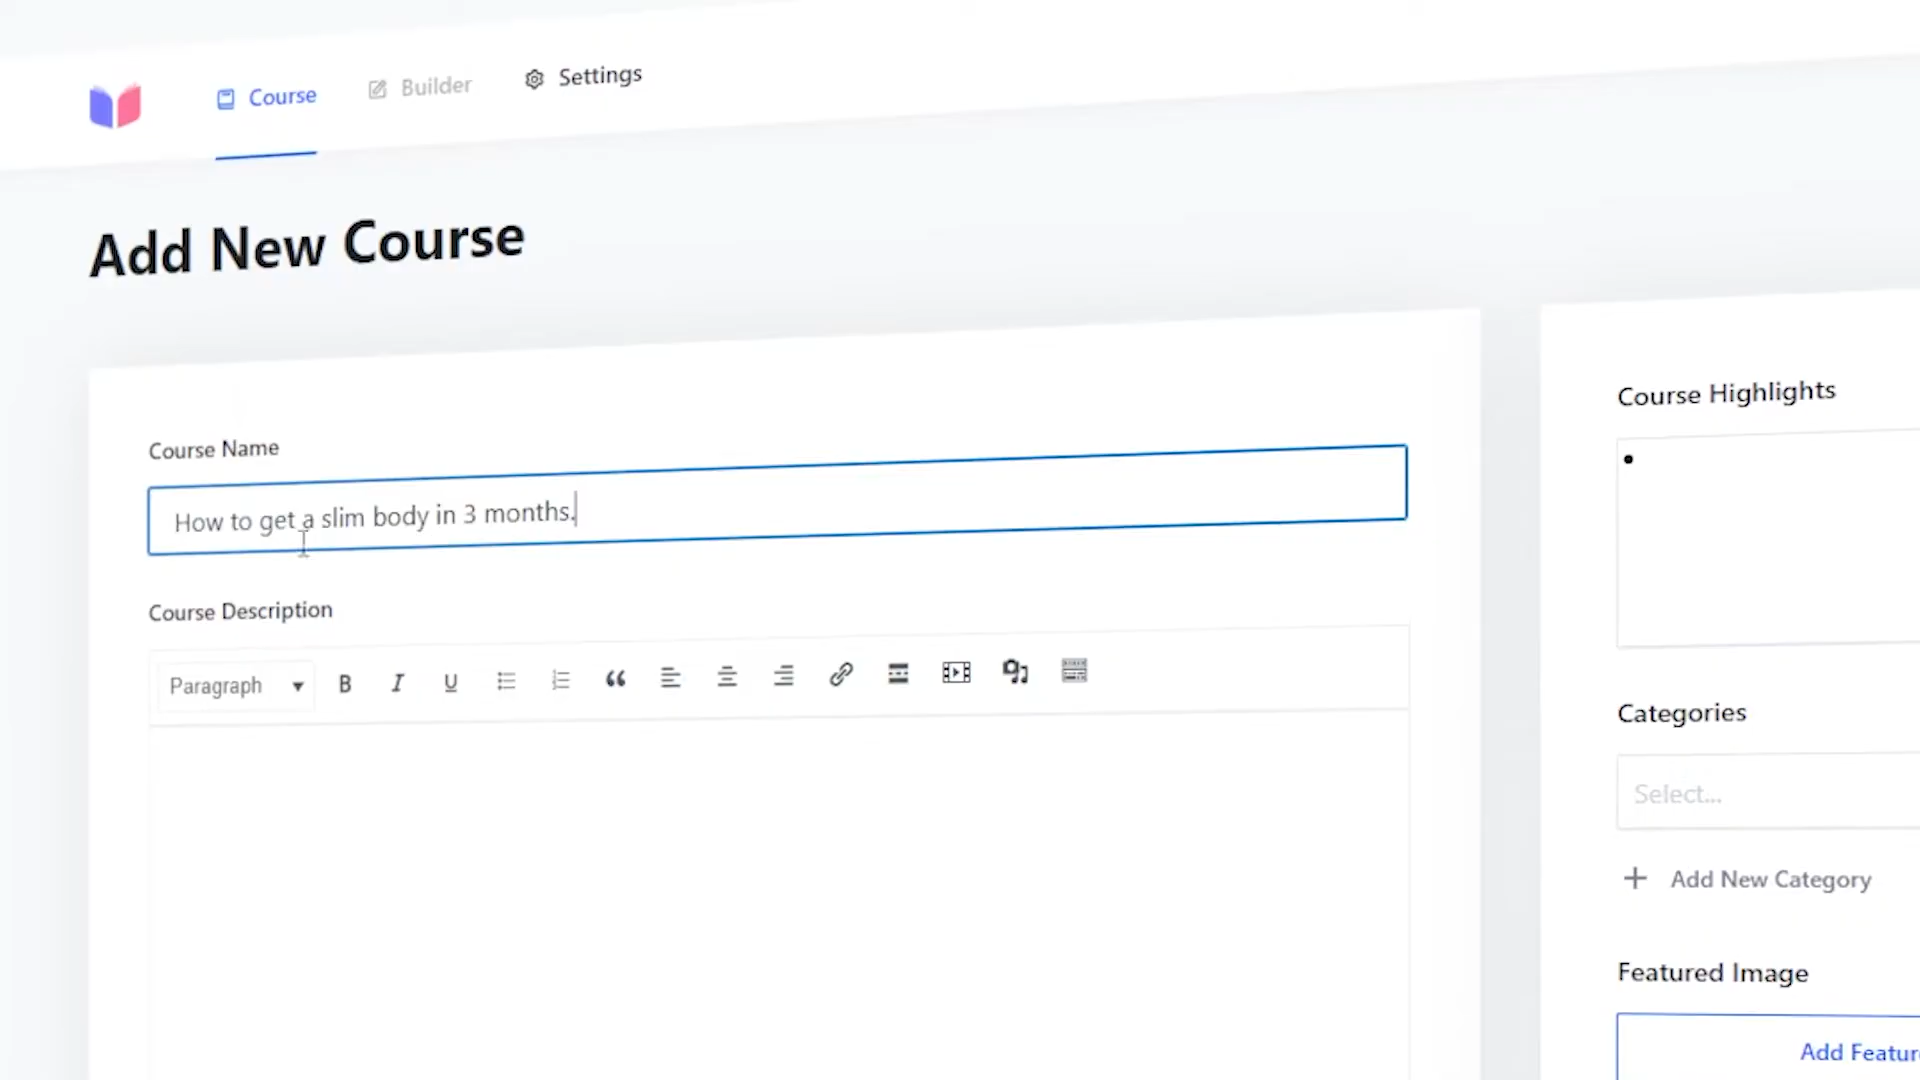 Course
Builder
Settings
Add New Course
Course Name
How to get a slim body in 3 months.
Course Description
Paragraph
B I U
Course Highlights
Categories
Select...
Add New Category
Featured Image
Add Featur